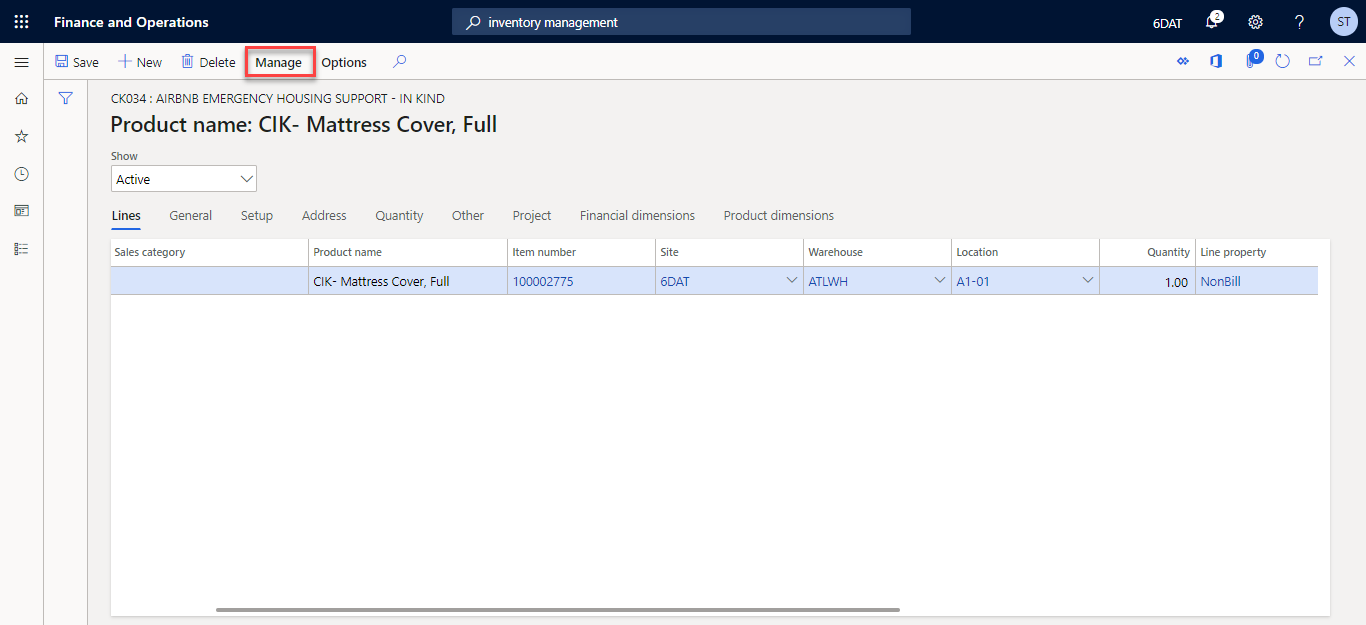 Finance and Operations
inventory management
6DAT
2
?
ST
Save
New
Delete
Manage
Options
0
CK034 : AIRBNB EMERGENCY HOUSING SUPPORT - IN KIND
Product name: CIK- Mattress Cover, Full
Show
Active
Lines General Setup Address Quantity Other Project Financial dimensions Product dimensions
Sales category Product name Item number Site Warehouse Location Quantity Line property
CIK- Mattress Cover, Full 100002775 6DAT ATLWH A1-01 1.00 NonBill